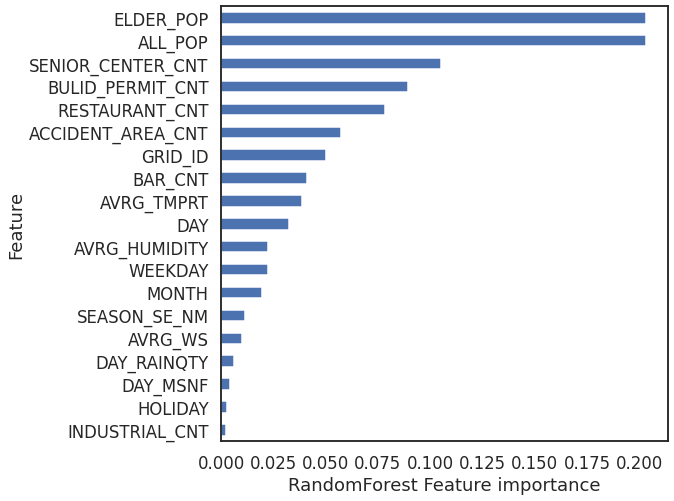 ELDER_POP
ALL_POP
SENIOR_CENTER_CNT
BULID_PERMIT_CNT
RESTAURANT_CNT
ACCIDENT_AREA_CNT
GRID_ID
BAR_CNT
AVRG_TMPRT
DAY
AVRG_HUMIDITY
WEEKDAY
MONTH
SEASON_SE_NM
AVRG_WS
DAY_RAINQTY
DAY_MSNF
HOLIDAY
INDUSTRIAL_CNT
Feature
0.000 0.025 0.050 0.075 0.100 0.125 0.150 0.175 0.200
RandomForest Feature importance